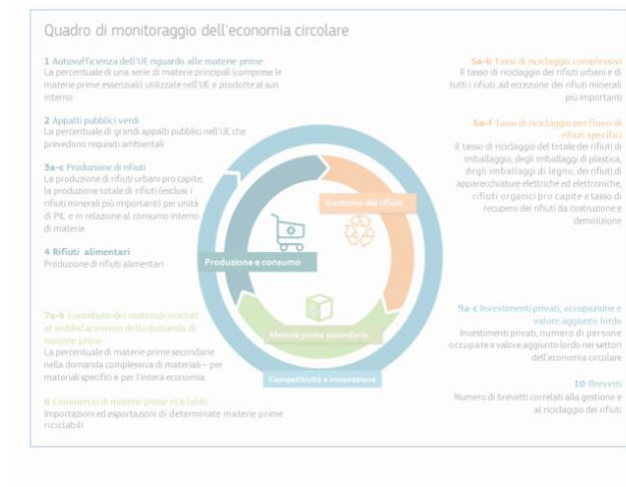 Quadro di monitoraggio dell'economia circolare
1 Autosufficienza dell'UE riguardo alle materie prime
La percentuale di una serie di materie principali (comprese le
materie prime essenziali) utilizzate nell'UE e prodotte al suo
interno
2 Appalti pubblici verdi
La percentuale di grandi appalti pubblici nell'UE che
prevedono requisiti ambientali
3a-c Produzione di rifiuti
La produzione di rifiuti urbani pro capite,
la produzione totale di rifiuti (esclusi i
rifiuti minerali più importanti) per unità
di PIL e in relazione al consumo interno
di materie
4 Rifiuti alimentari
Produzione di rifiuti alimentari
7a-b Contributo dei materiali riciclati
al soddisfacimento della domanda di
materie prime
La percentuale di materie prime secondarie
nella domanda complessiva di materiali – per
materiali specifici e per l'intera economia
8 Commercio di materie prime riciclabili
Importazioni ed esportazioni di determinate materie prime
riciclabili
Gestione dei rifiuti
Produzione e consumo
Materie prime secondarie
Competitività e innovazione
5a-b Tassi di riciclaggio complessivi
Il tasso di riciclaggio dei rifiuti urbani e di
tutti i rifiuti, ad eccezione dei rifiuti minerali
più importanti
6a-f Tassi di riciclaggio per flussi di
rifiuti specifici
Il tasso di riciclaggio del totale dei rifiuti di
imballaggio, degli imballaggi di plastica,
degli imballaggi di legno, dei rifiuti di
apparecchiature elettriche ed elettroniche,
rifiuti organici pro capite e tasso di
recupero dei rifiuti da costruzione e
demolizione
9a-c Investimenti privati, occupazione e
valore aggiunto lordo
Investimenti privati, numero di persone
occupate e valore aggiunto lordo nei settori
dell'economia circolare
10 Brevetti
Numero di brevetti correlati alla gestione e
al riciclaggio dei rifiuti